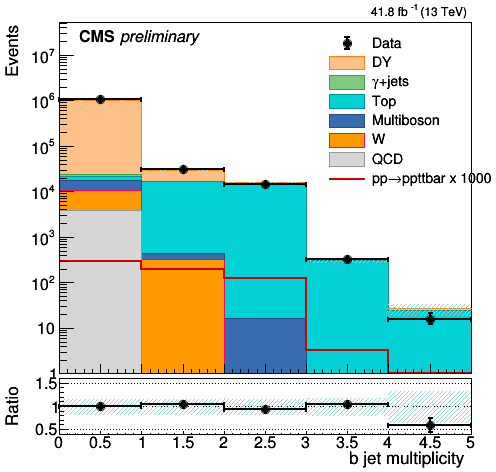 41.8 fb⁻¹ (13 TeV)
CMS preliminary
Events
10⁷
10⁶
10⁵
10⁴
10³
10²
10
1
Data
DY
γ+jets
Top
Multiboson
W
QCD
pp→ppttbar x 1000
Ratio
1.5
1
0.5
0 0.5 1 1.5 2 2.5 3 3.5 4 4.5 5
b jet multiplicity